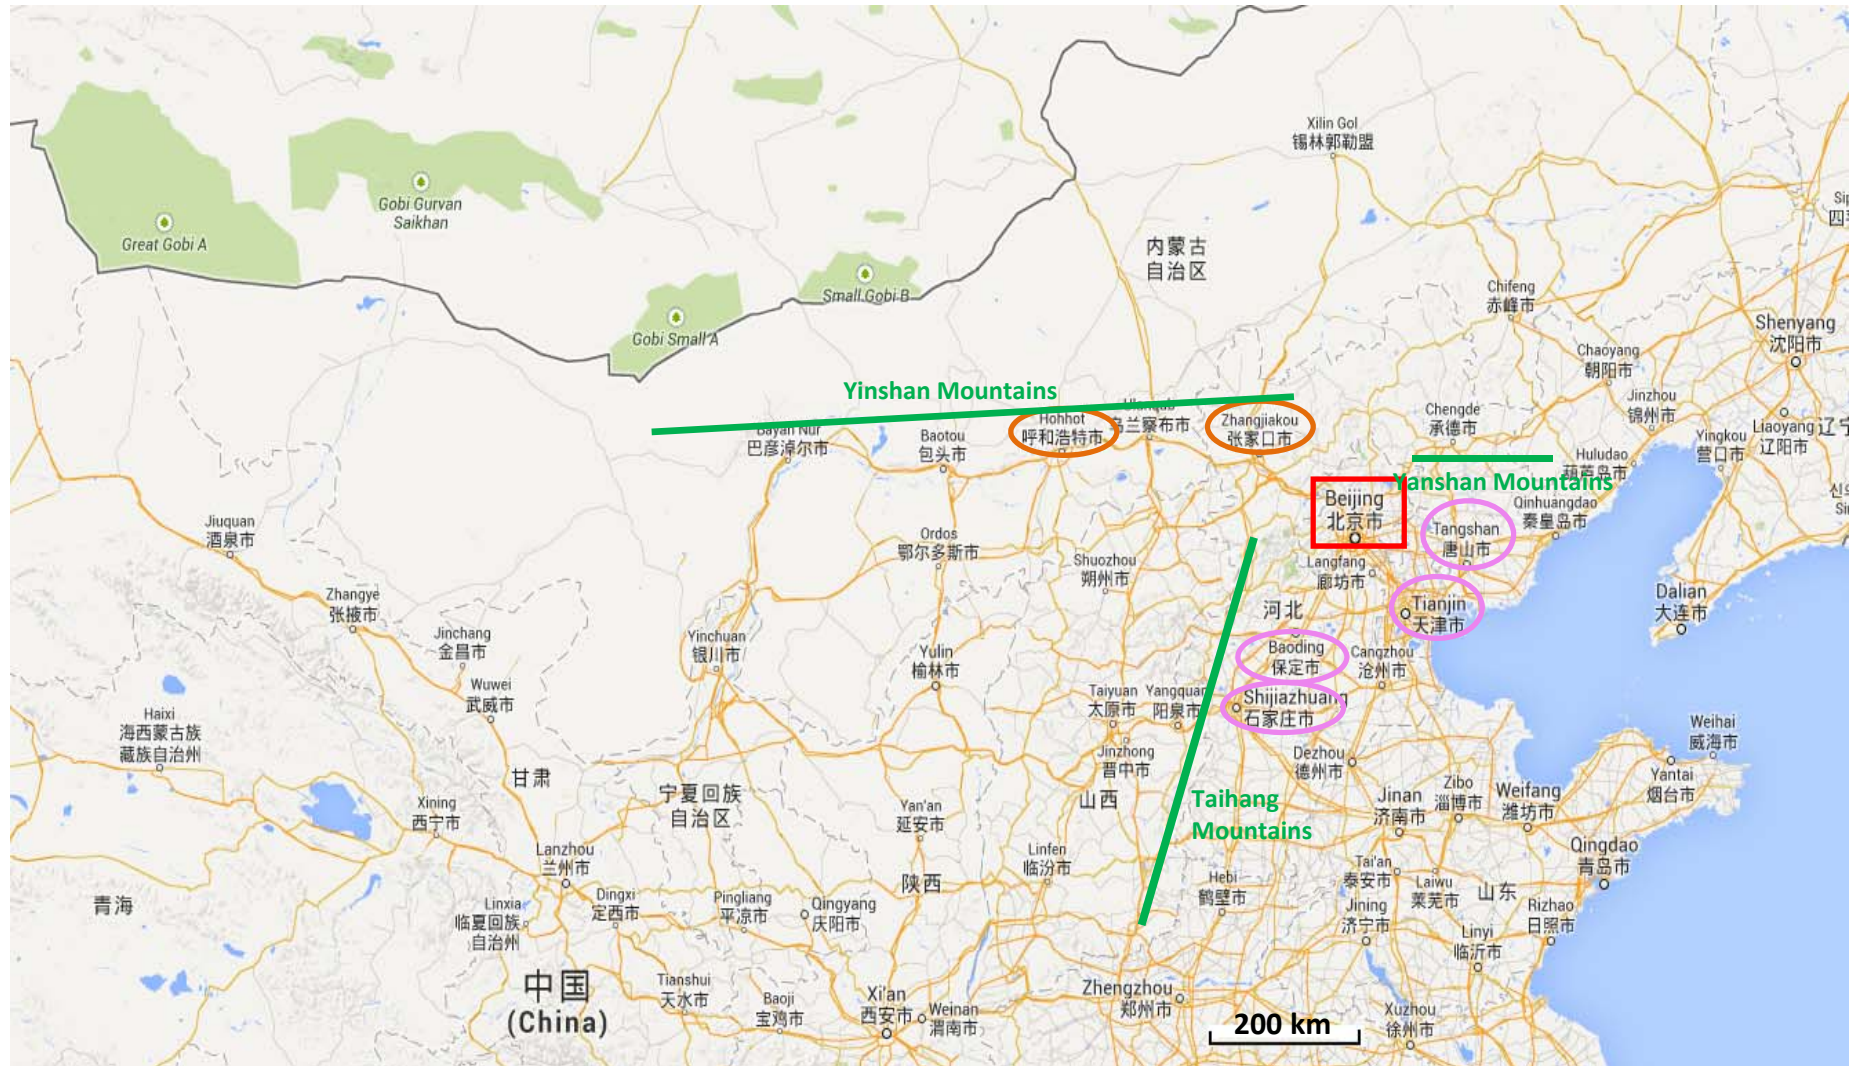 Xilin Gol
锡林郭勒盟
Gobi Gurvan
Saikhan
Great Gobi A
内蒙古
自治区
Small Gobi B
Gobi Small A
Chifeng
赤峰市
Shenyang
沈阳市
Chaoyang
朝阳市
Jinzhou
锦州市
Yinshan Mountains
Hohhot
呼和浩特市
乌兰察布市
Zhangjiakou
张家口市
Chengde
承德市
Liaoyang
辽阳市
Yingkou
营口市
Bayan Nur
巴彦淖尔市
Baotou
包头市
Huludao
葫芦岛市
Yanshan Mountains
Beijing
北京市
Qinhuangdao
秦皇岛市
Tangshan
唐山市
Jiuquan
酒泉市
Ordos
鄂尔多斯市
Shuozhou
朔州市
Langfang
廊坊市
Zhangye
张掖市
Dalian
大连市
河北
Tianjin
天津市
Jinchang
金昌市
Yinchuan
银川市
Yulin
榆林市
Baoding
保定市
Cangzhou
沧州市
Wuwei
武威市
Taiyuan
太原市
Yangquan
阳泉市
Shijiazhuang
石家庄市
Haixi
海西蒙古族
藏族自治州
Weihai
威海市
Jinzhong
晋中市
Dezhou
德州市
Yantai
烟台市
甘肃
宁夏回族
自治区
山西
Taihang
Mountains
Zibo
淄博市
Weifang
潍坊市
Jinan
济南市
Xining
西宁市
Yan'an
延安市
Lanzhou
兰州市
Linfen
临汾市
Qingdao
青岛市
Tai'an
泰安市
Laiwu
莱芜市
山东
陕西
Hebi
鹤壁市
青海
Linxia
临夏回族
自治州
Dingxi
定西市
Pingliang
平凉市
Qingyang
庆阳市
Jining
济宁市
Rizhao
日照市
Linyi
临沂市
中国
(China)
Tianshui
天水市
Baoji
宝鸡市
Xi'an
西安市
Weinan
渭南市
Zhengzhou
郑州市
200 km
Xuzhou
徐州市